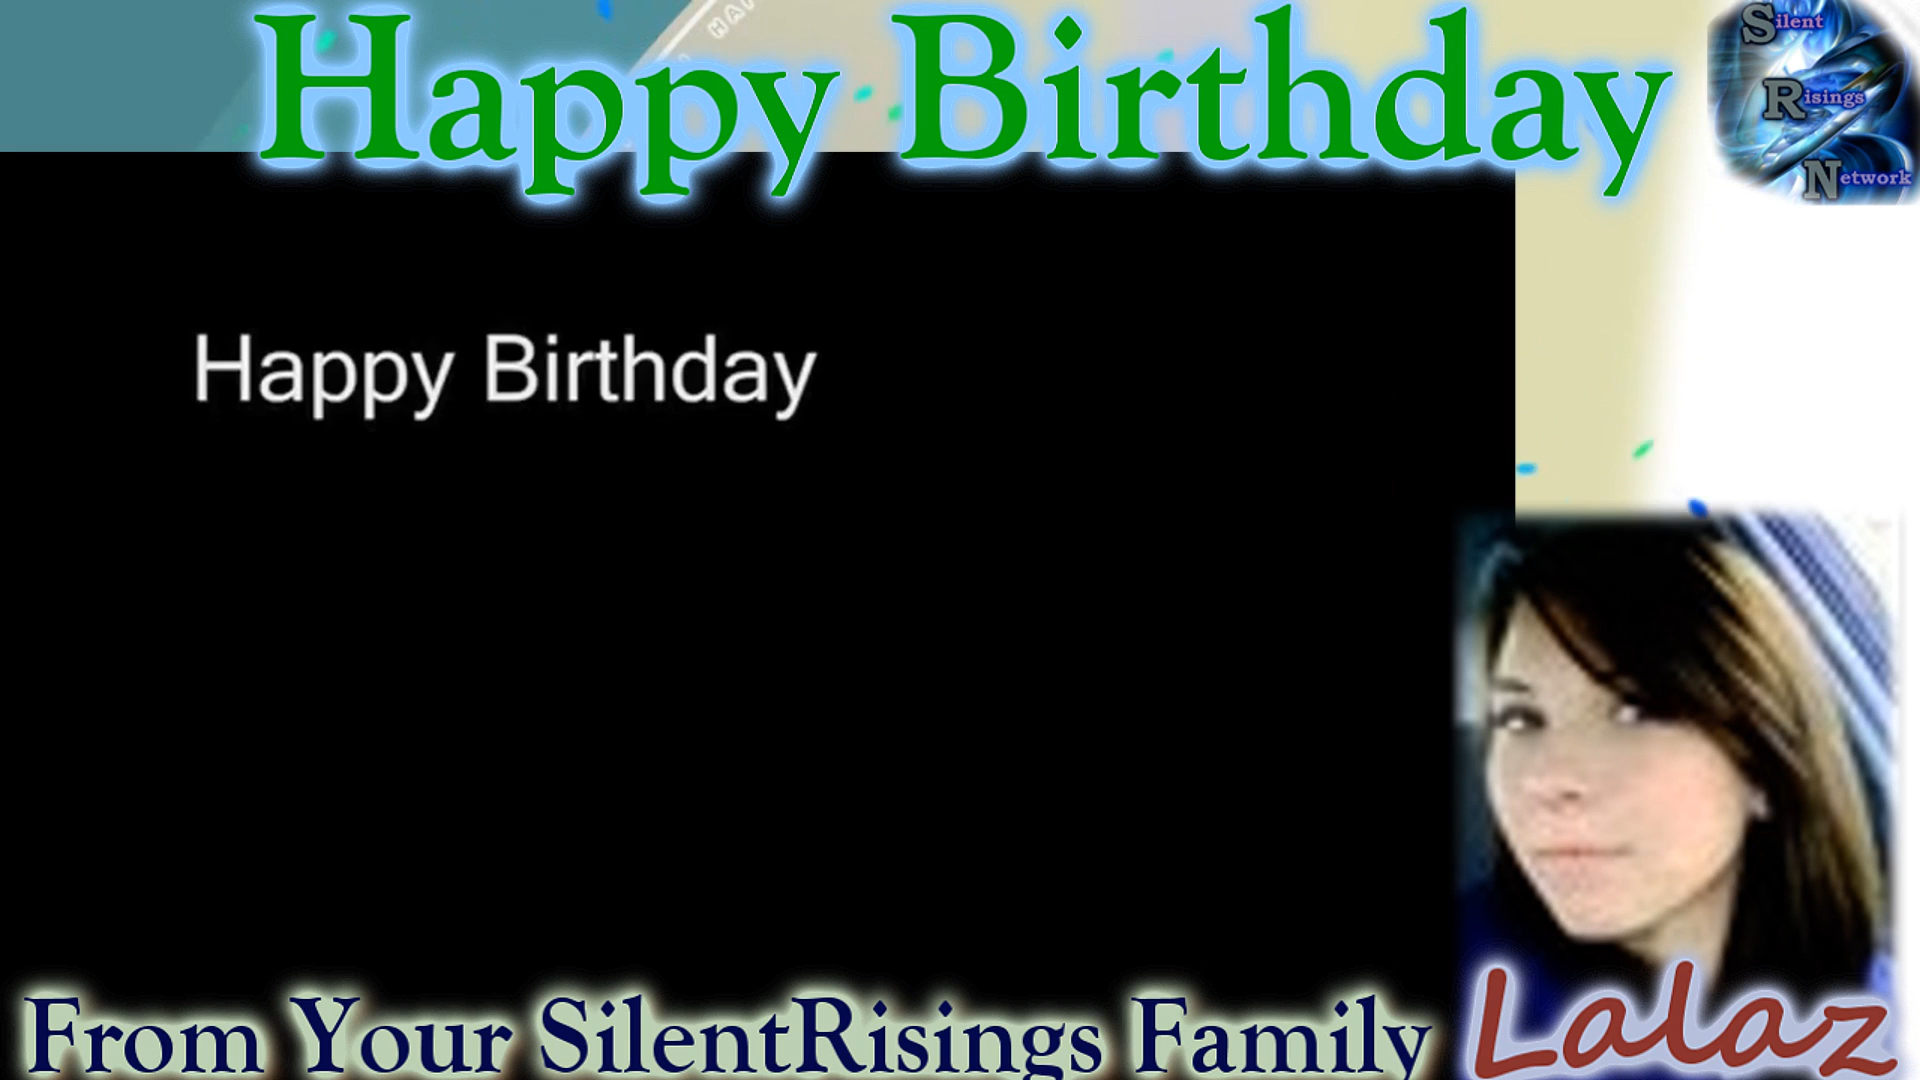 Happy Birthday
Silent
Risings
Network
Happy Birthday
From Your SilentRisings Family
Lalaz